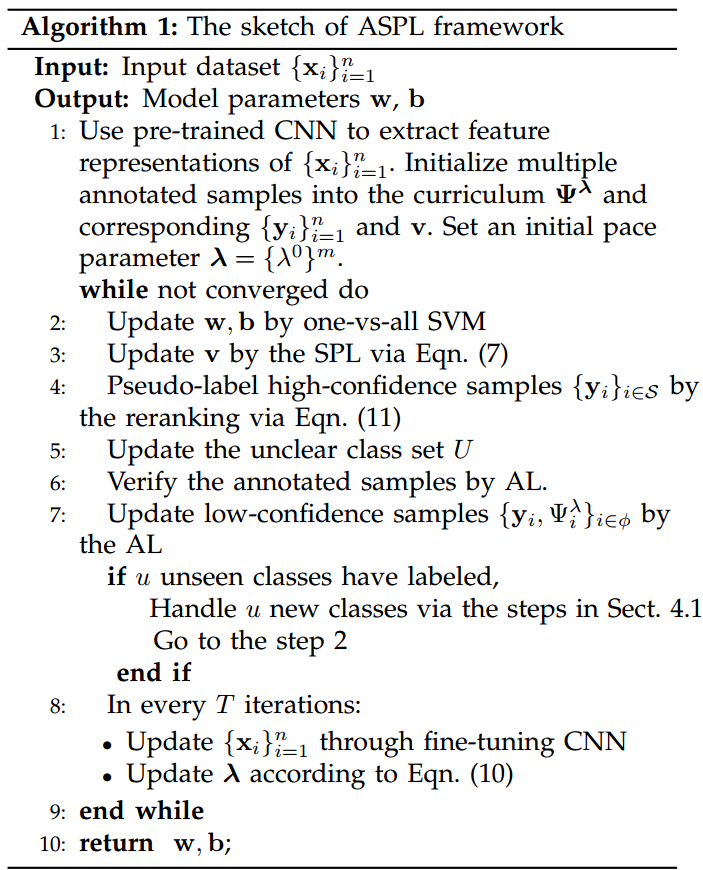 Algorithm 1: The sketch of ASPL framework
Input: Input dataset {x_i}_{i=1}^n
Output: Model parameters w, b
1: Use pre-trained CNN to extract feature
representations of {x_i}_{i=1}^n. Initialize multiple
annotated samples into the curriculum Ψ^λ and
corresponding {y_i}_{i=1}^n and v. Set an initial pace
parameter λ = {λ^0}^m.
while not converged do
2: Update w, b by one-vs-all SVM
3: Update v by the SPL via Eqn. (7)
4: Pseudo-label high-confidence samples {y_i}_{i∈S} by
the reranking via Eqn. (11)
5: Update the unclear class set U
6: Verify the annotated samples by AL.
7: Update low-confidence samples {y_i, Ψ_i^λ}_{i∈ϕ} by
the AL
if u unseen classes have labeled,
Handle u new classes via the steps in Sect. 4.1
Go to the step 2
end if
8: In every T iterations:
• Update {x_i}_{i=1}^n through fine-tuning CNN
• Update λ according to Eqn. (10)
9: end while
10: return w, b;